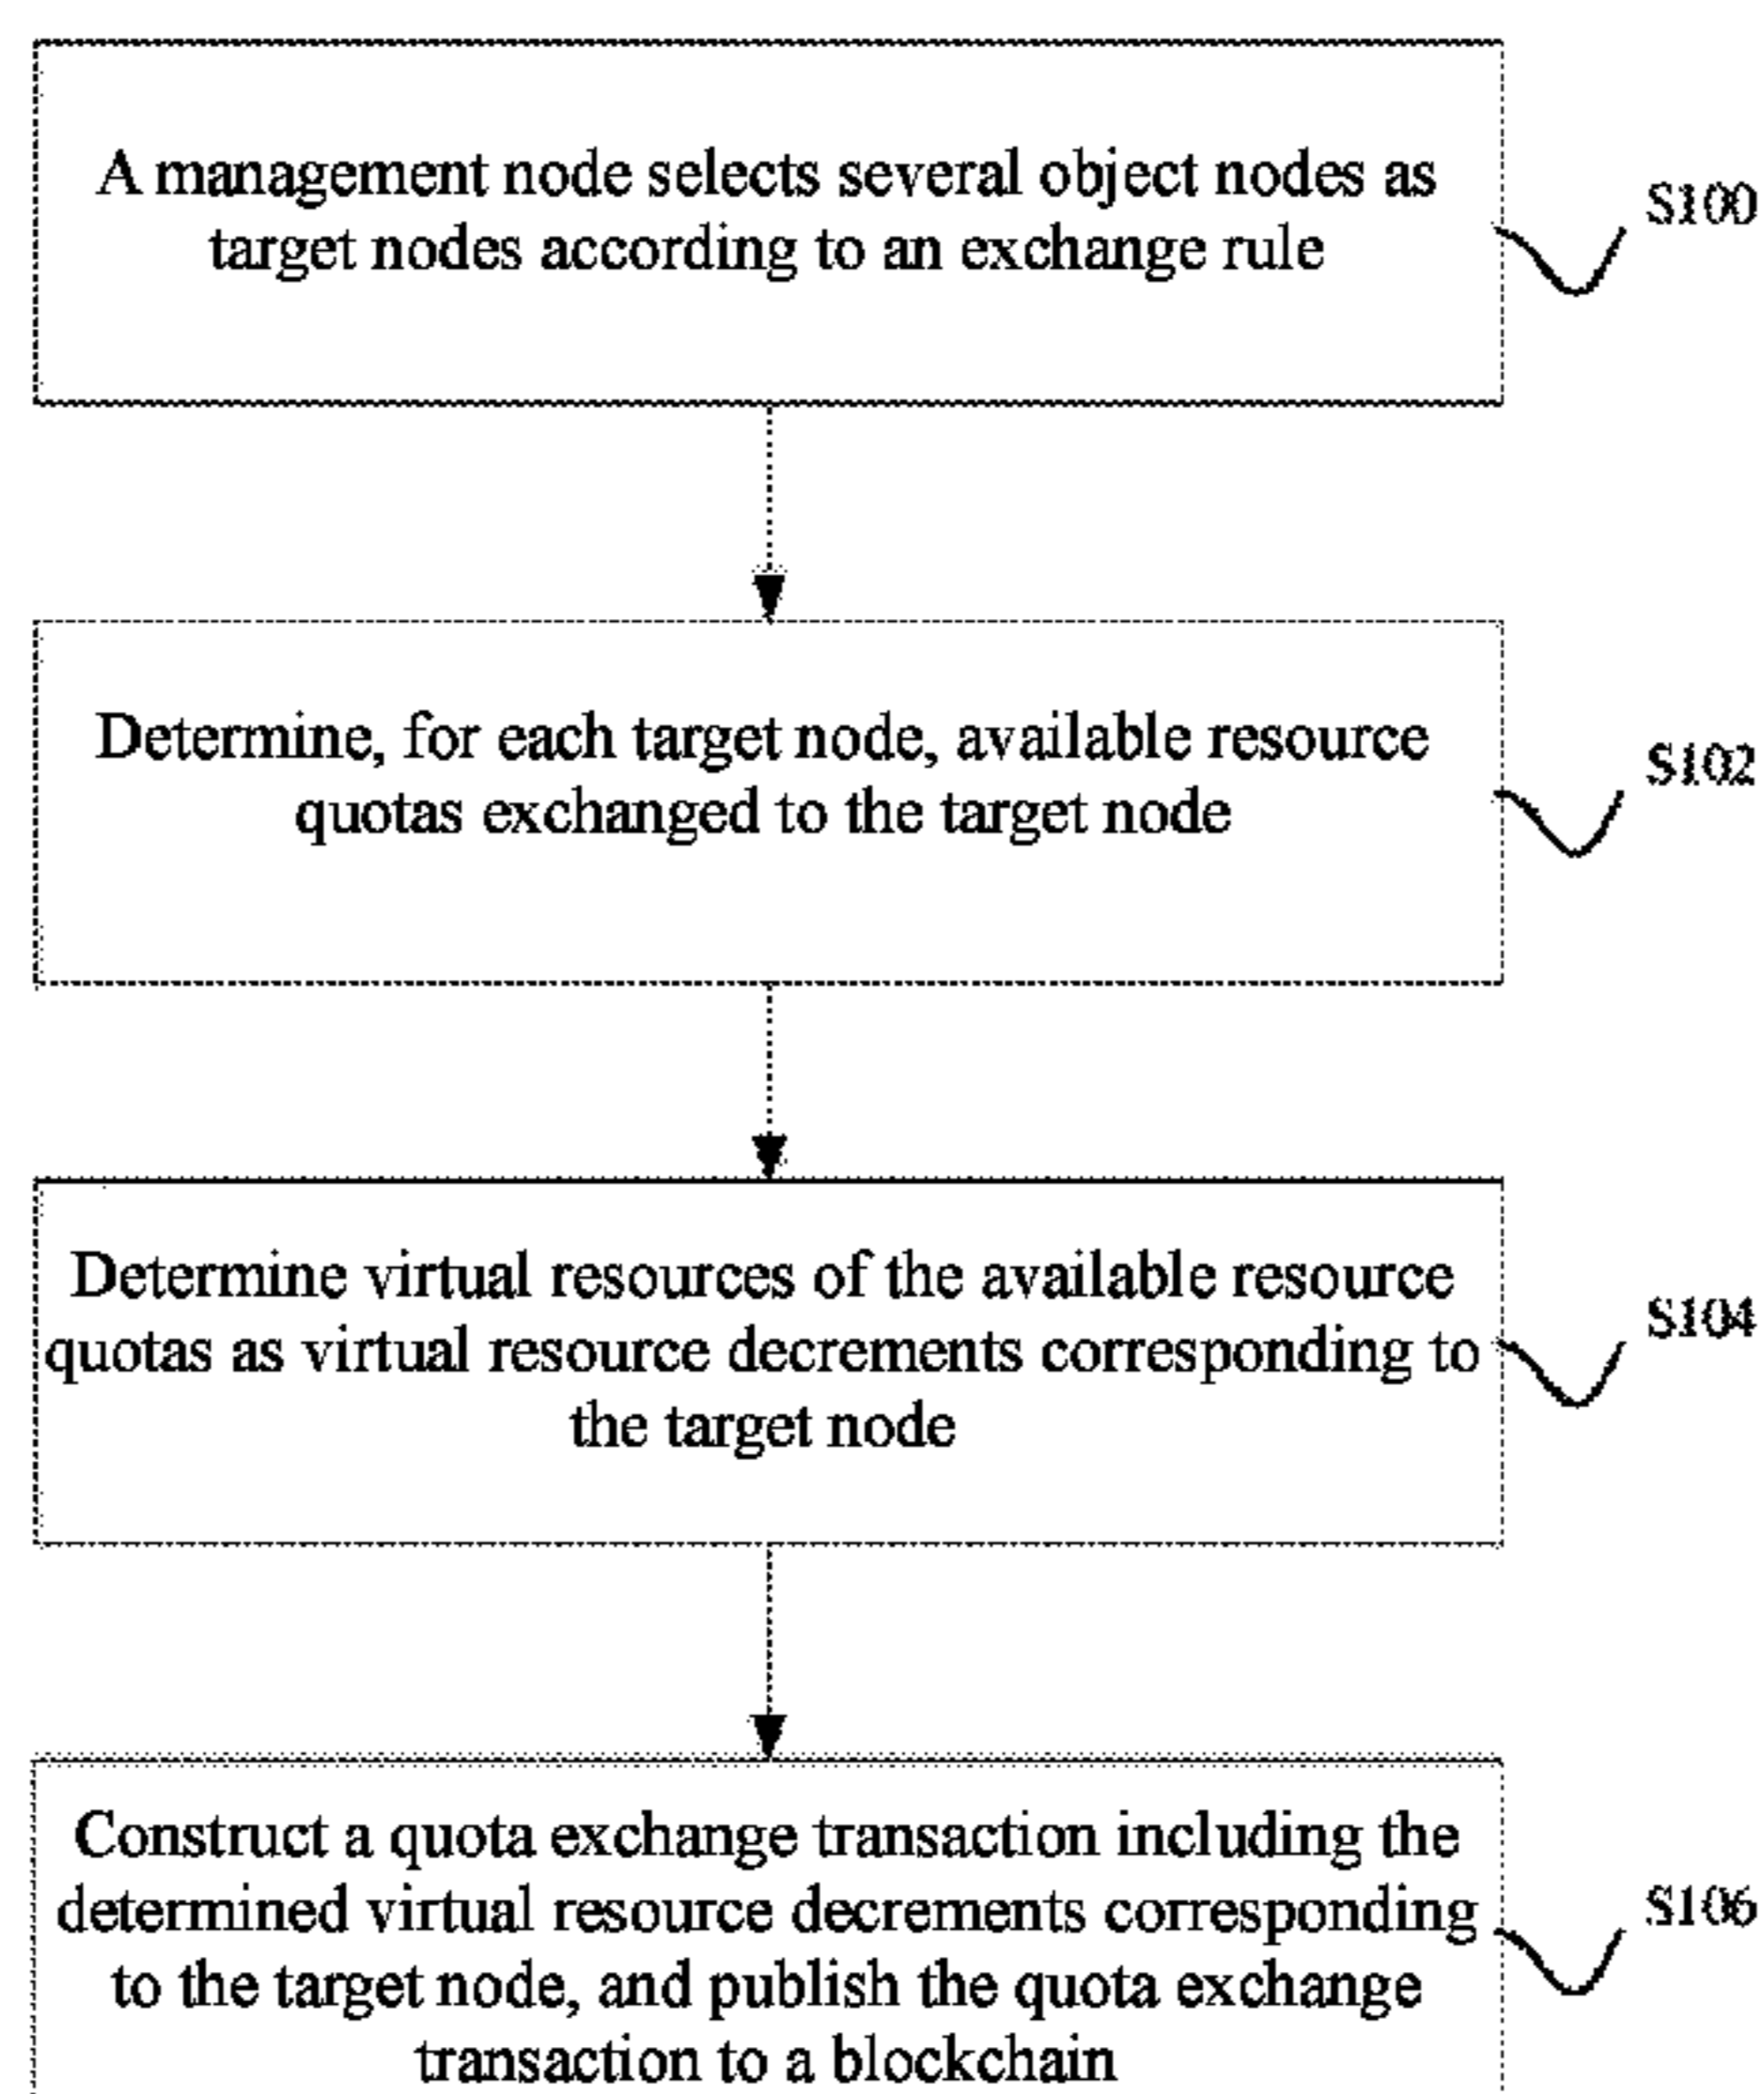 A management node selects several object nodes as
target nodes according to an exchange rule
S100
Determine, for each target node, available resource
quotas exchanged to the target node
S102
Determine virtual resources of the available resource
quotas as virtual resource decrements corresponding to
the target node
S104
Construct a quota exchange transaction including the
determined virtual resource decrements corresponding
to the target node, and publish the quota exchange
transaction to a blockchain
S106